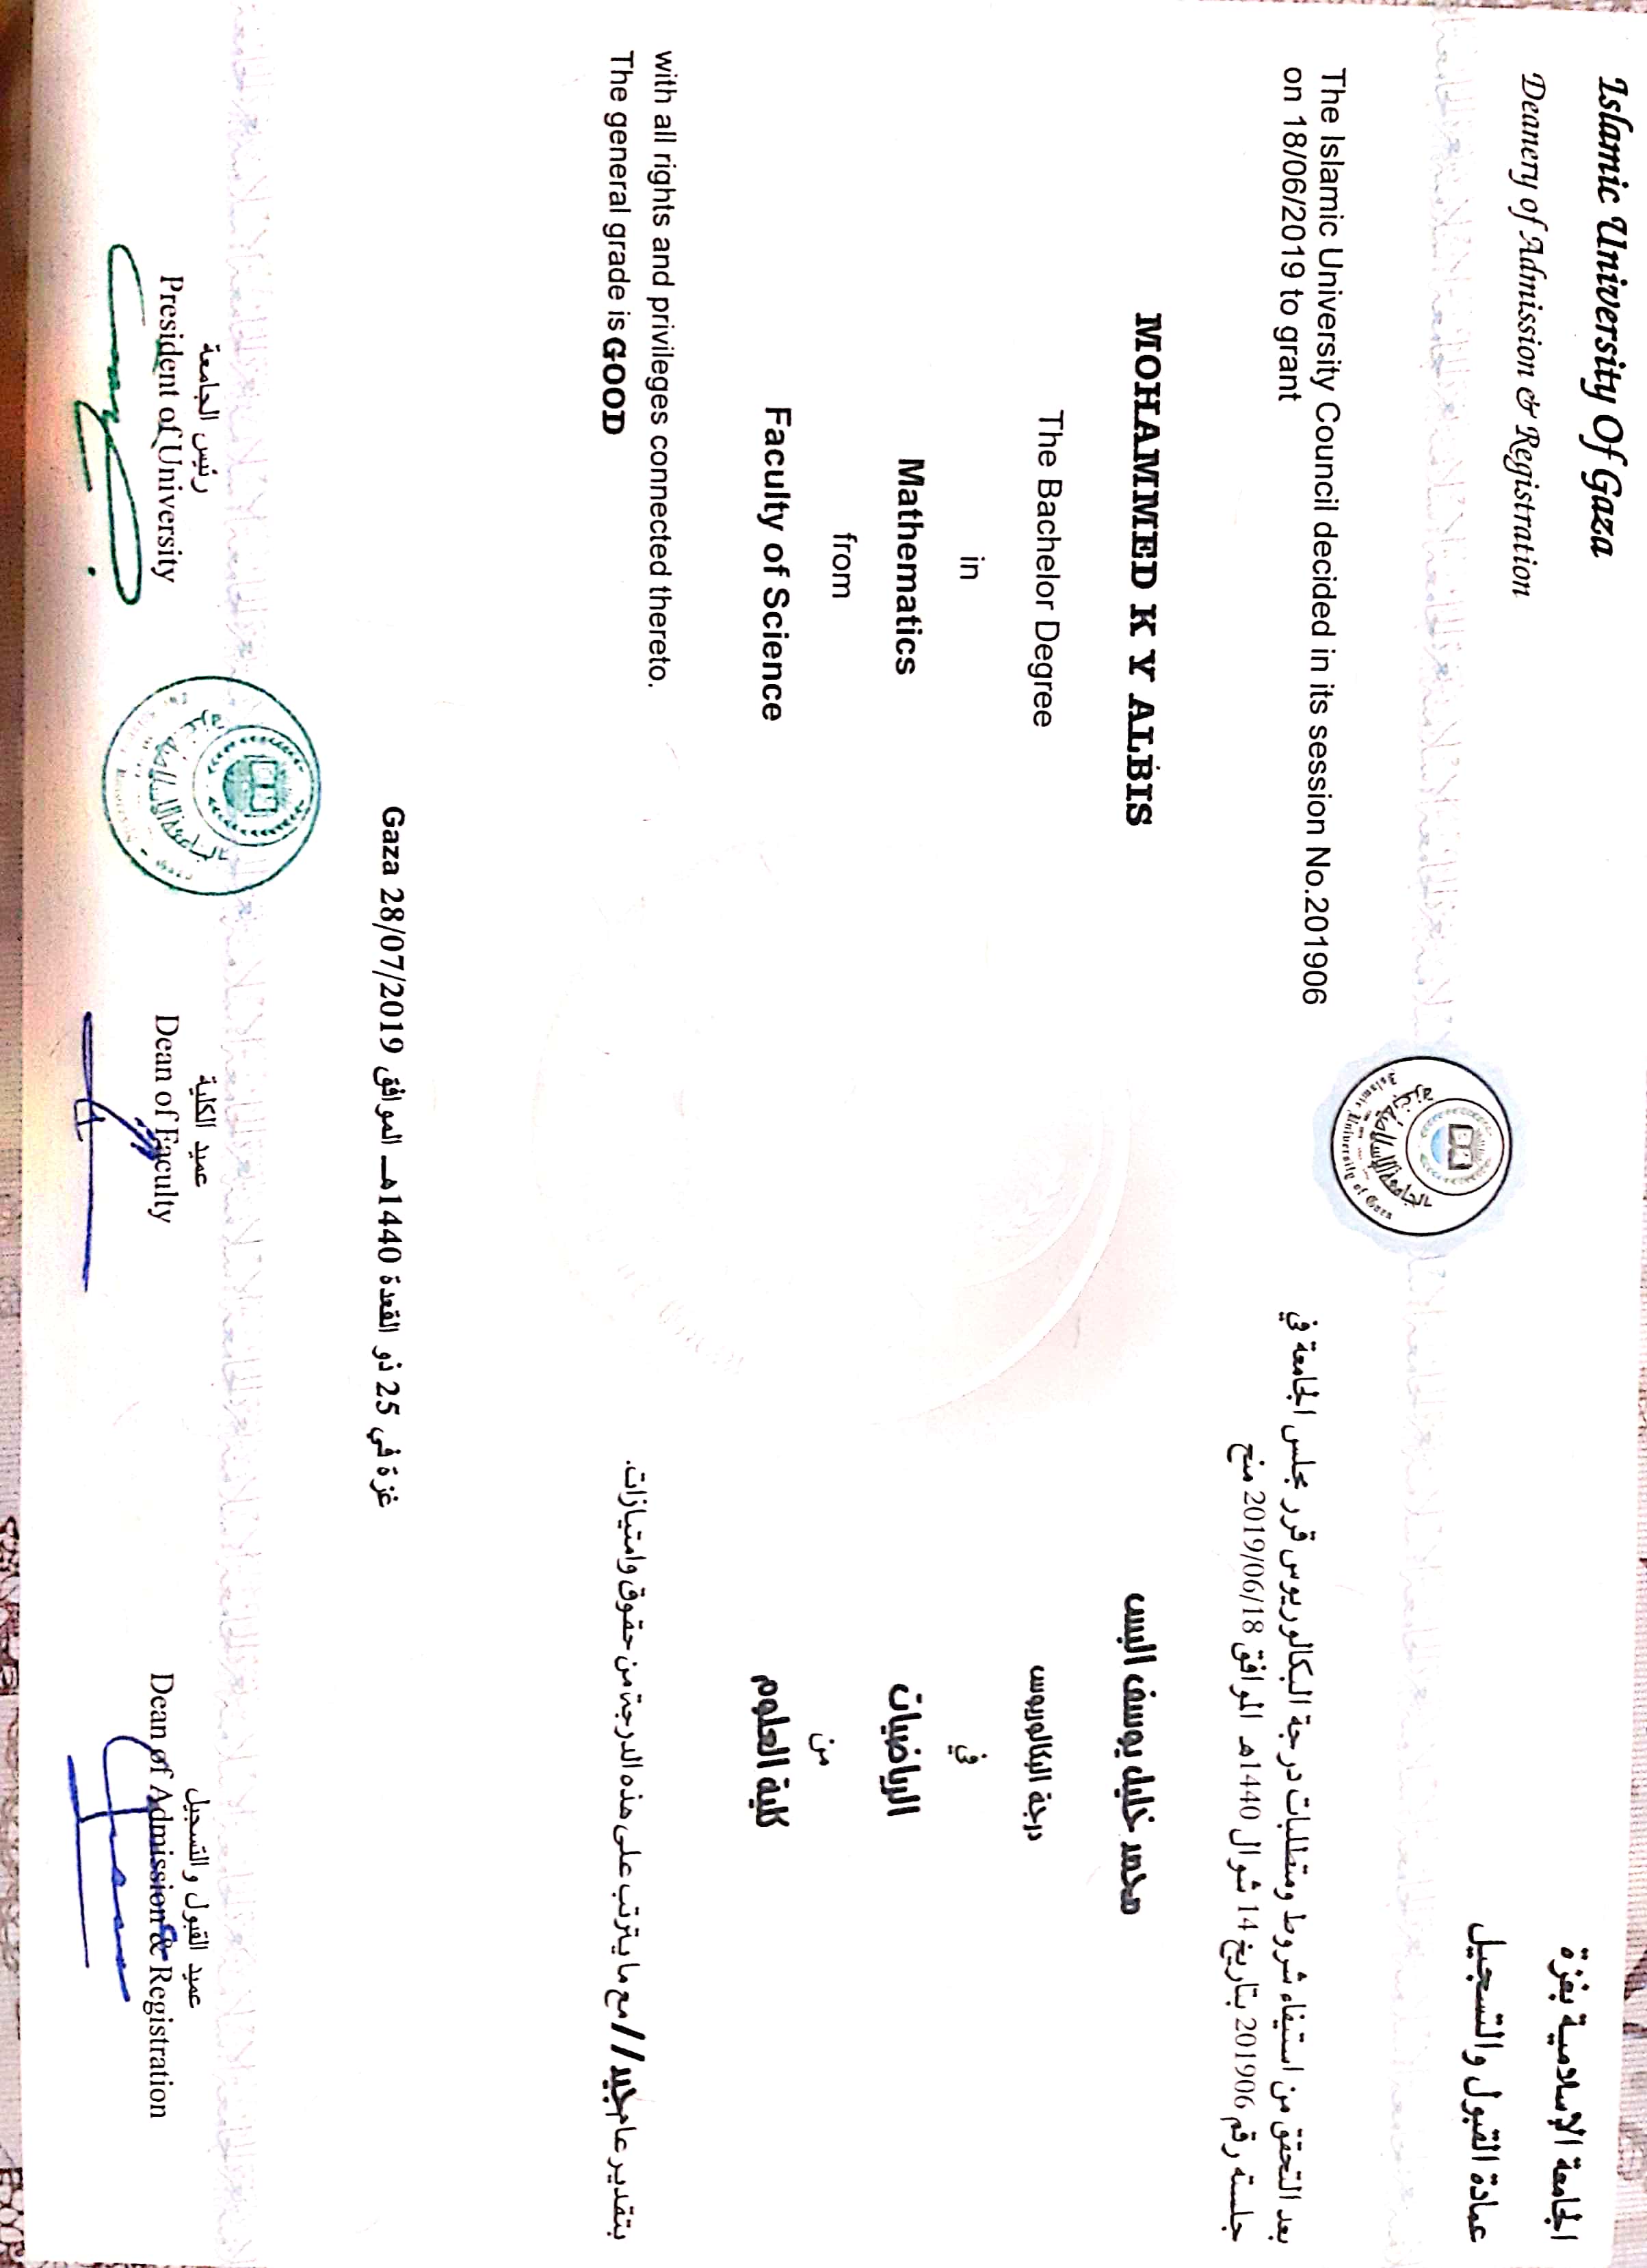 Islamic University Of Gaza
Deanery of Admission & Registration
الجامعة الإسلامية بغزة
عمادة القبول والتسجيل
Islamic University of Gaza
The Islamic University Council decided in its session No.201906
on 18/06/2019 to grant
MOHAMMED K Y ALBIS
The Bachelor Degree
in
Mathematics
from
Faculty of Science
with all rights and privileges connected thereto.
The general grade is GOOD
بعد التحقق من استيفاء شروط ومتطلبات درجة البكالوريوس قرر مجلس الجامعة في
جلسته رقم 201906 بتاريخ 14 شوال 1440هـ الموافق 2019/06/18 منح
محمد خليل يوسف البس
درجة البكالوريوس
في
الرياضيات
من
كلية العلوم
بتقدير عام جيد // مع ما يترتب على هذه الدرجة من حقوق وامتيازات.
غزة في 25 ذو القعدة 1440هـ الموافق Gaza 28/07/2019
رئيس الجامعة
President of University
عميد الكلية
Dean of Faculty
عميد القبول والتسجيل
Dean of Admission & Registration